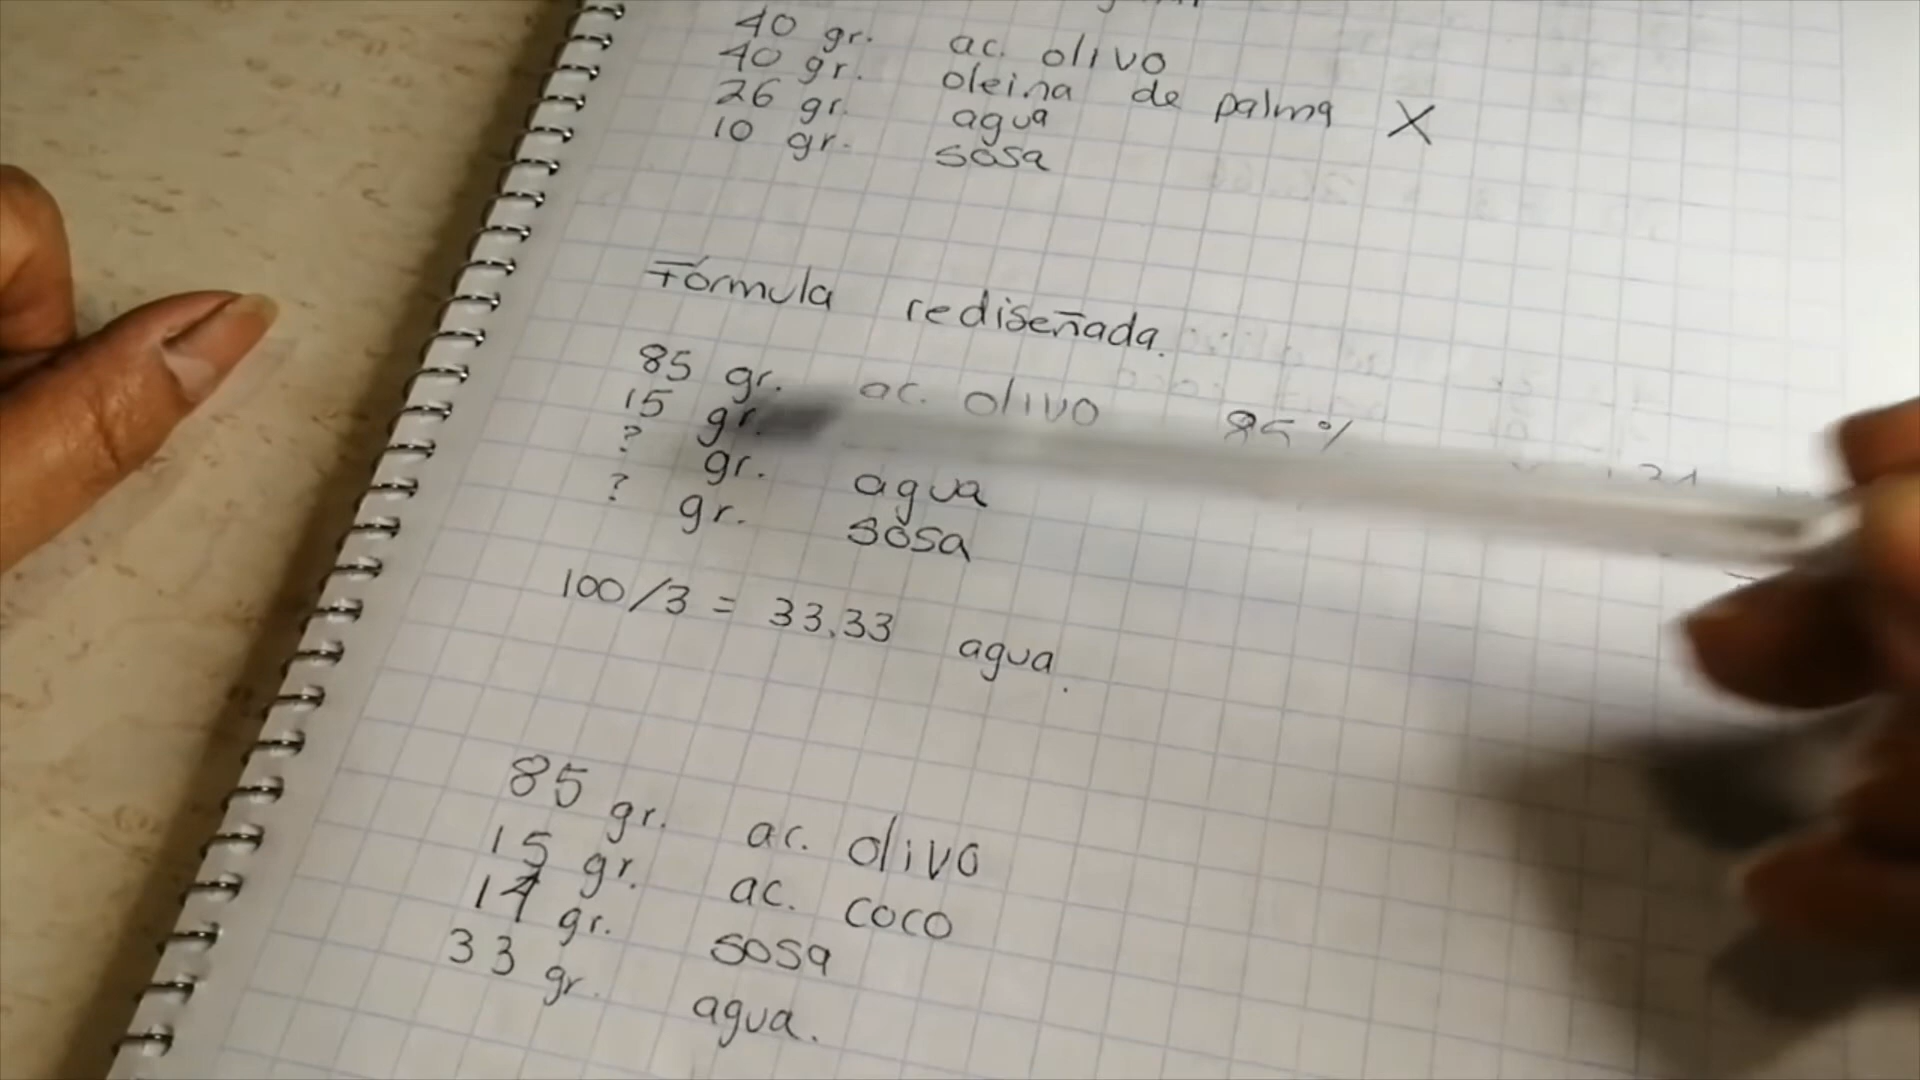 40 gr. ac. olivo
40 gr. oleina de palma X
26 gr. agua
10 gr. sosa
Fórmula rediseñada.
85 gr. ac. olivo 85%
15 gr.
? gr. agua
? gr. sosa
100/3 = 33.33 agua.
85 gr. ac. olivo
15 gr. ac. coco
14 gr. sosa
33 gr. agua.